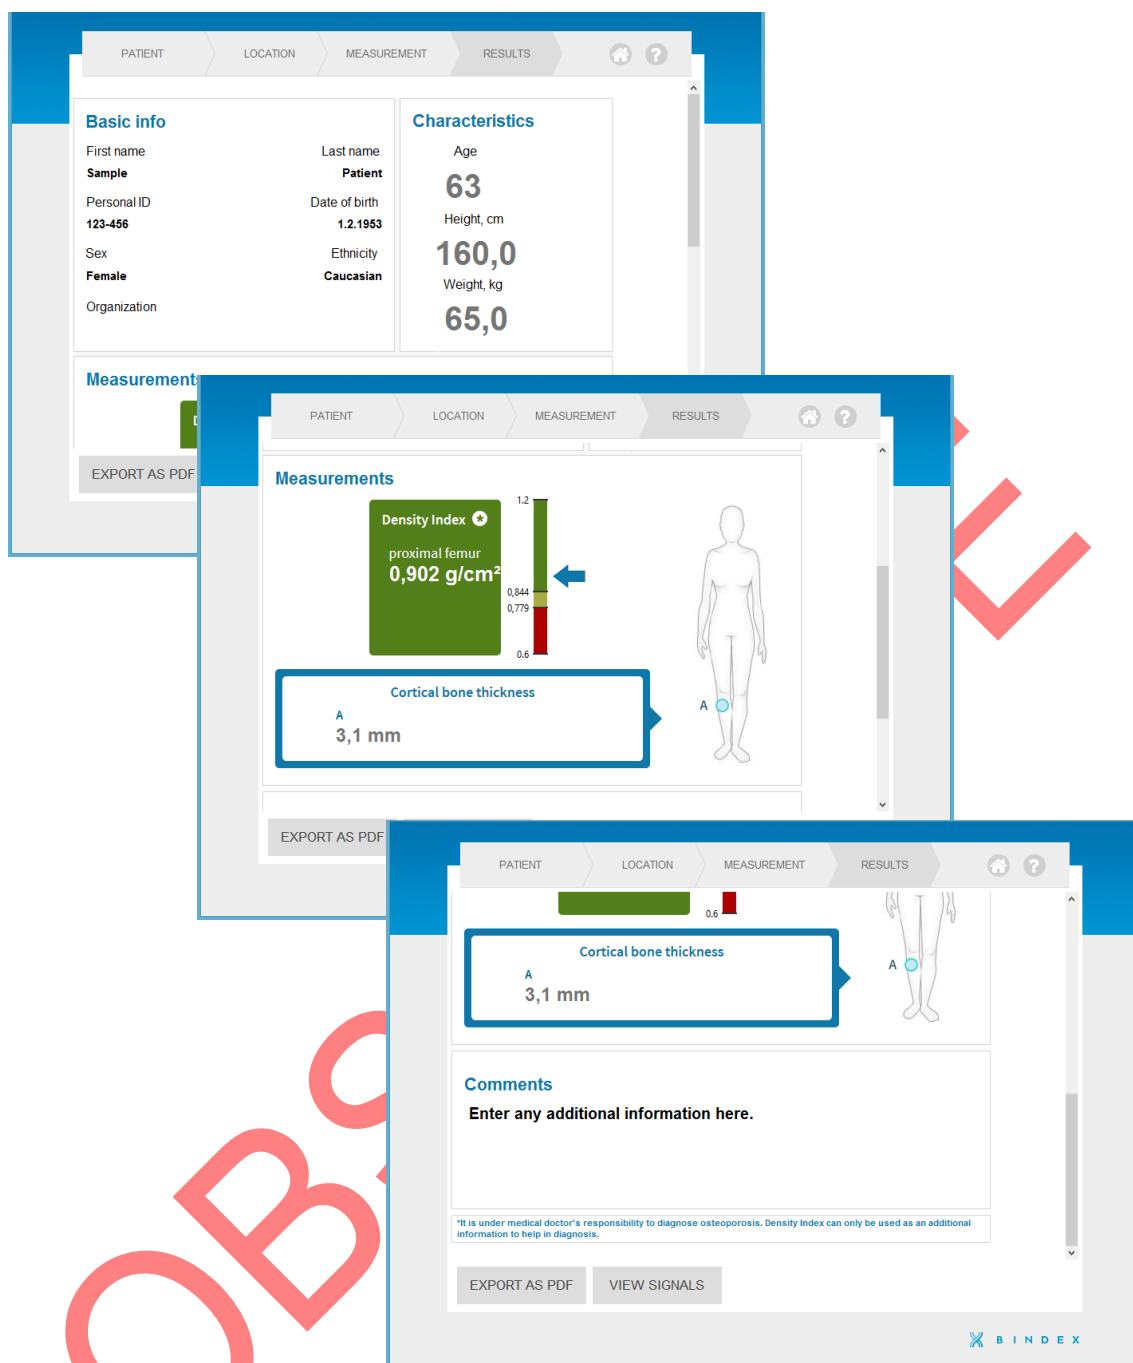 PATIENT LOCATION MEASUREMENT RESULTS ?
Basic info
First name Last name
Sample Patient
Personal ID Date of birth
123-456 1.2.1953
Sex Ethnicity
Female Caucasian
Organization
Characteristics
Age
63
Height, cm
160,0
Weight, kg
65,0
Measurements
D
EXPORT AS PDF
PATIENT LOCATION MEASUREMENT RESULTS ?
Measurements
Density Index
proximal femur
0,902 g/cm²
1.2
0,844
0,779
0.6
Cortical bone thickness
A
3,1 mm
A
EXPORT AS PDF
PATIENT LOCATION MEASUREMENT RESULTS ?
0.6
Cortical bone thickness
A
3,1 mm
A
Comments
Enter any additional information here.
*It is under medical doctor's responsibility to diagnose osteoporosis. Density Index can only be used as an additional
information to help in diagnosis.
EXPORT AS PDF VIEW SIGNALS
BINDEX